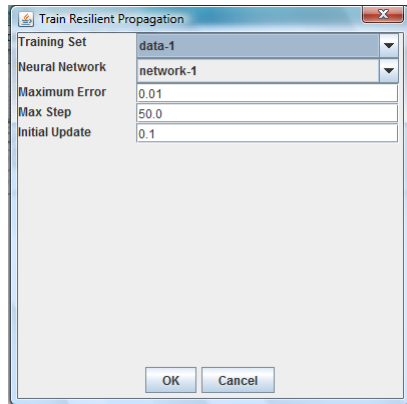 Train Resilient Propagation
Training Set data-1
Neural Network network-1
Maximum Error 0.01
Max Step 50.0
Initial Update 0.1
OK Cancel